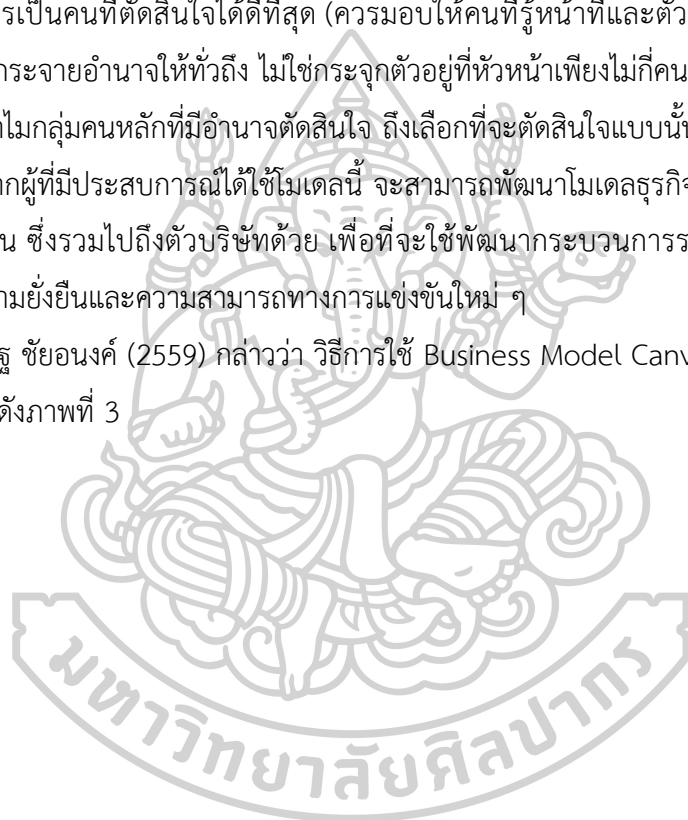 รเป็นคนที่ตัดสินใจได้ดีที่สุด (ควรมอบให้คนที่รู้หน้าที่และตัว
กระจายอำนาจให้ทั่วถึง ไม่ใช่กระจุกตัวอยู่ที่หัวหน้าเพียงไม่กี่คน
ำไมกลุ่มคนหลักที่มีอำนาจตัดสินใจ ถึงเลือกที่จะตัดสินใจแบบนั้น
ากผู้ที่มีประสบการณ์ได้ใช้โมเดลนี้ จะสามารถพัฒนาโมเดลธุรกิจ
น ซึ่งรวมไปถึงตัวบริษัทด้วย เพื่อที่จะใช้พัฒนากระบวนการร
ามยั่งยืนและความสามารถทางการแข่งขันใหม่ ๆ
ฐ ชัยอนงค์ (2559) กล่าวว่า วิธีการใช้ Business Model Canv
ดังภาพที่ 3
มหาวิทยาลัยศิลปากร